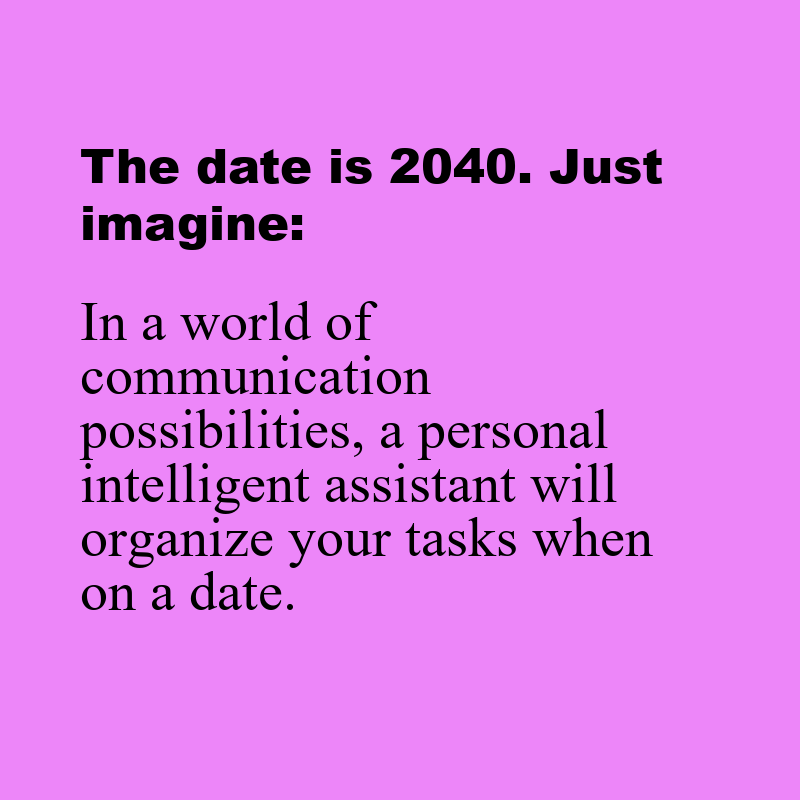 The date is 2040. Just
imagine:
In a world of
communication
possibilities, a personal
intelligent assistant will
organize your tasks when
on a date.